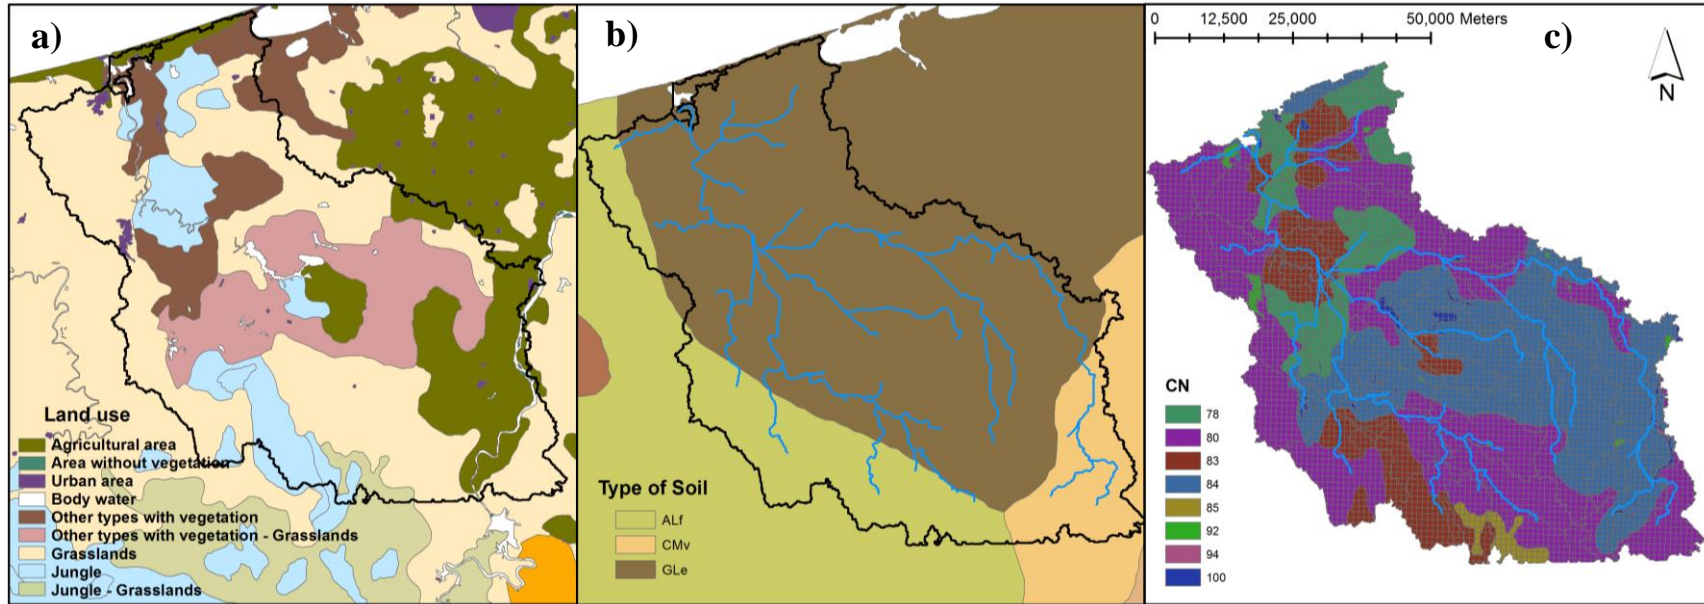 a)
Land use
Agricultural area
Area without vegetation
Urban area
Body water
Other types with vegetation
Other types with vegetation - Grasslands
Grasslands
Jungle
Jungle - Grasslands
b)
Type of Soil
ALf
CMv
GLe
0 12,500 25,000 50,000 Meters
c)
N
CN
78
80
83
84
85
92
94
100